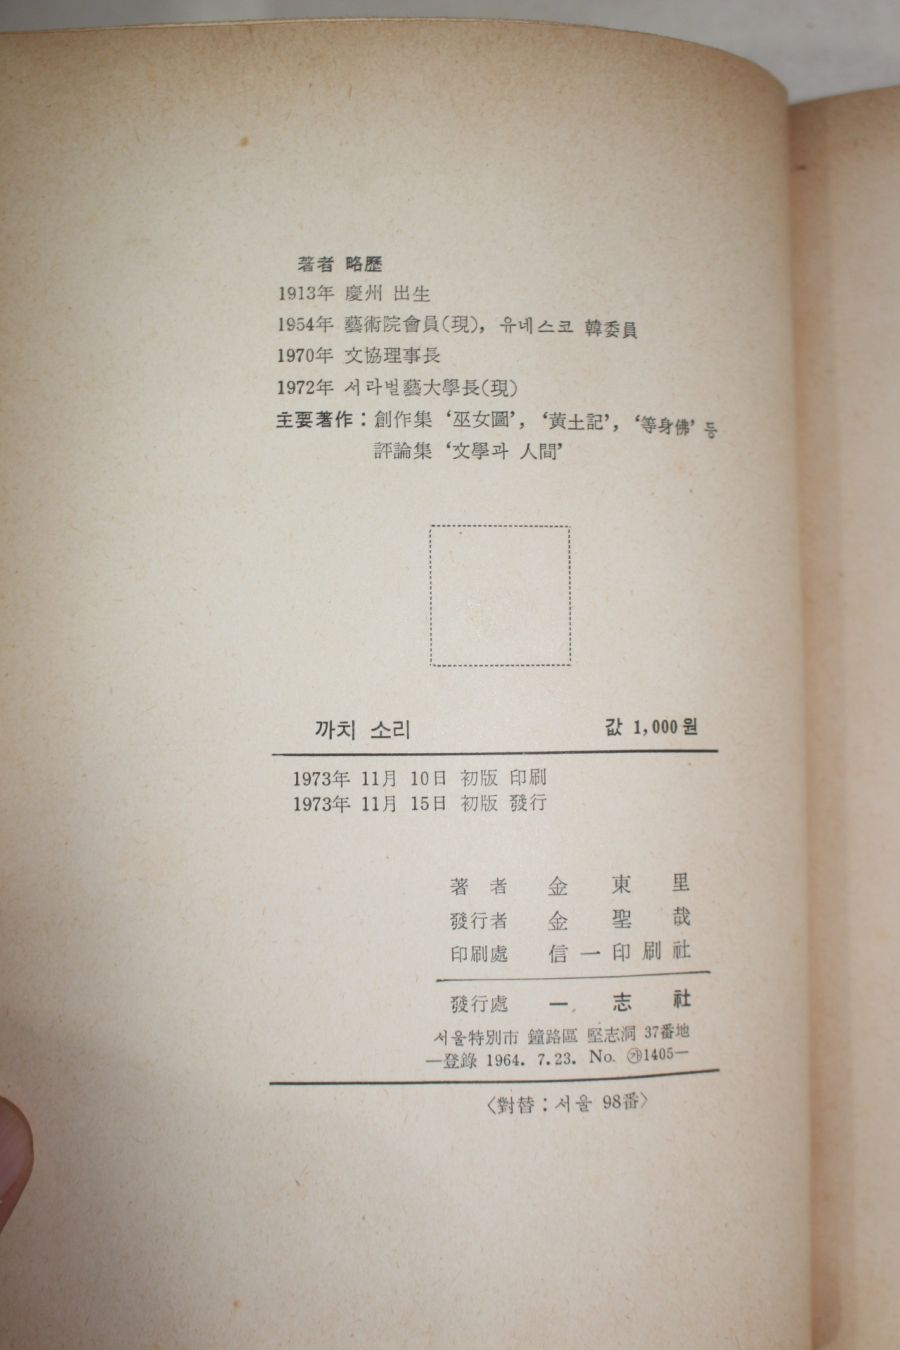 著者 略歷
1913年 慶州 出生
1954年 藝術院會員(現), 유네스코 韓委員
1970年 文協理事長
1972年 서라벌藝大學長(現)
主要著作: 創作集 ‘巫女圖’, ‘黃土記’, ‘等身佛’ 등
評論集 ‘文學과 人間’
까치 소리 값 1,000원
1973年 11月 10日 初版 印刷
1973年 11月 15日 初版 發行
著者 金東里
發行者 金聖哉
印刷處 信一印刷社
發行處 一志社
서울特別市 鐘路區 堅志洞 37番地
—登錄 1964. 7.23. No. ㉮1405—
〈對替: 서울 98番〉